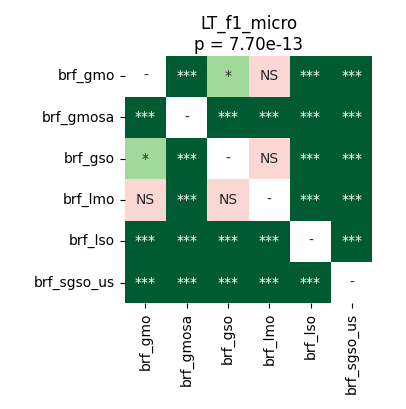 LT_f1_micro
p = 7.70e-13
brf_gmo - *** * NS *** ***
brf_gmosa *** - *** *** *** ***
brf_gso * *** - NS *** ***
brf_lmo NS *** NS - *** ***
brf_lso *** *** *** *** - ***
brf_sgso_us *** *** *** *** *** -
brf_gmo
brf_gmosa
brf_gso
brf_lmo
brf_lso
brf_sgso_us